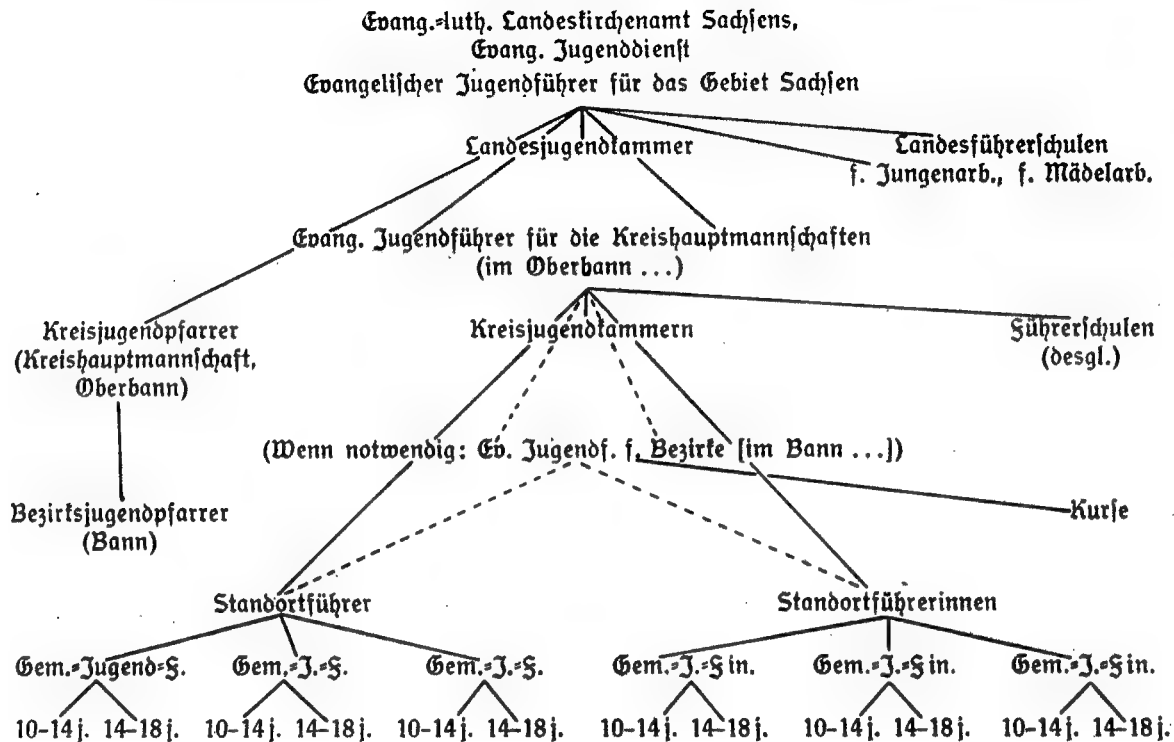 Evang.=luth. Landeskirchenamt Sachsens,
Evang. Jugenddienst
Evangelischer Jugendführer für das Gebiet Sachsen
Landesjugendkammer
Landesführerschulen
f. Jungenarb., f. Mädelarb.
Evang. Jugendführer für die Kreishauptmannschaften
(im Oberbann ...)
Kreisjugendpfarrer
(Kreishauptmannschaft,
Oberbann)
Kreisjugendkammern
Führerschulen
(desgl.)
(Wenn notwendig: Ev. Jugendf. f. Bezirke [im Bann ...])
Bezirksjugendpfarrer
(Bann)
Kurse
Standortführer
Standortführerinnen
Gem.=Jugend=F. Gem.=J.=F. Gem.=J.=F. Gem.=J.=Fin. Gem.=J.=Fin. Gem.=J.=Fin.
10-14j. 14-18j. 10-14j. 14-18j. 10-14j. 14-18j. 10-14j. 14-18j. 10-14j. 14-18j. 10-14j. 14-18j.